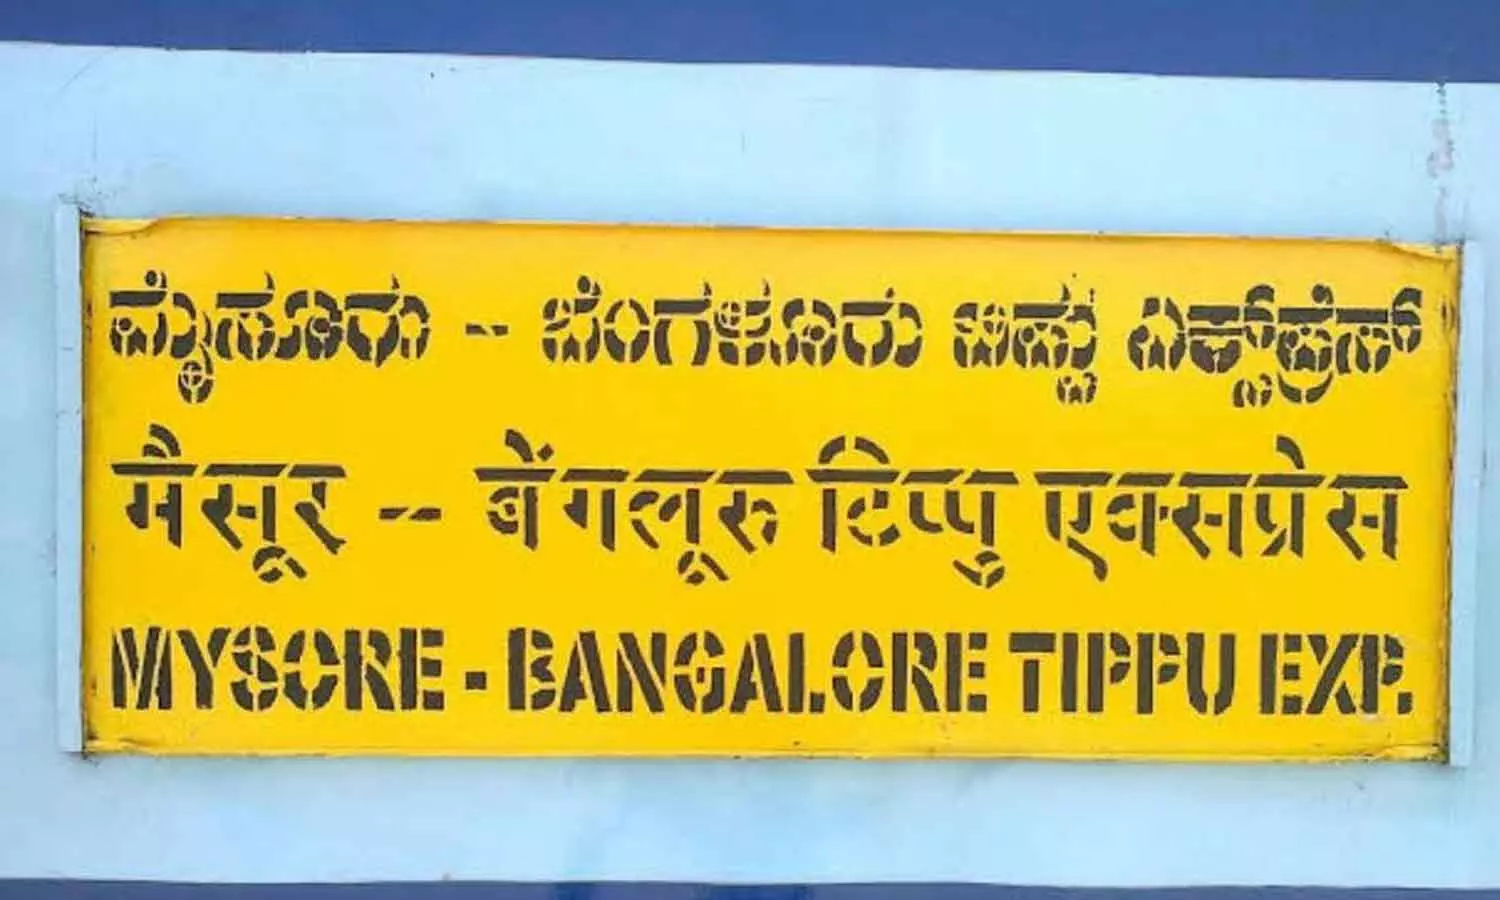 ಮೈಸೂರು - ಬೆಂಗಳೂರು ಟಿಪ್ಪು ಎಕ್ಸ್‌ಪ್ರೆಸ್
मैसूर - बेंगलूरु टिप्पु एक्सप्रेस
MYSORE - BANGALORE TIPPU EXP.